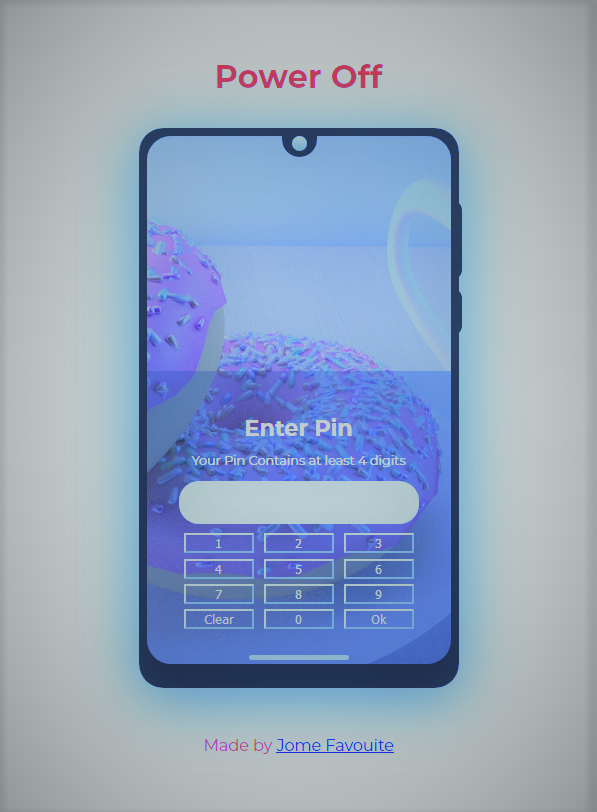 Power Off
Enter Pin
Your Pin Contains at least 4 digits
1 2 3
4 5 6
7 8 9
Clear 0 Ok
Made by Jome Favouite